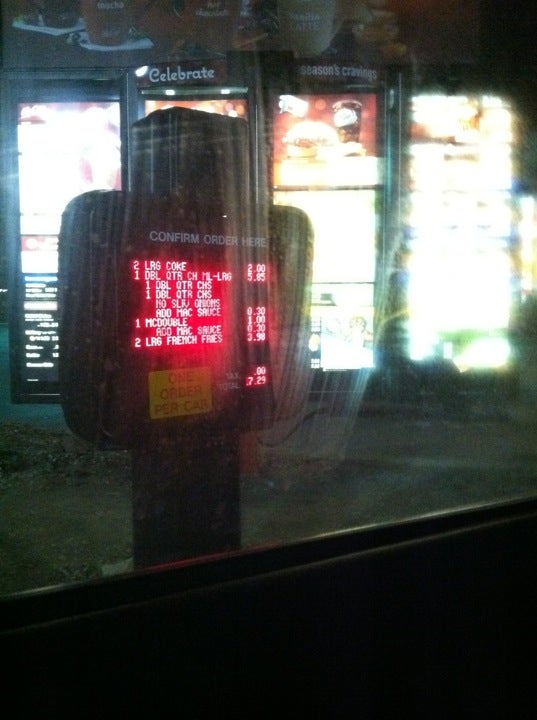 mocha
Celebrate
season's cravings
CONFIRM ORDER HERE
2 LRG COKE 2.00
1 DBL QTR CH ML-LRG 5.85
1 DBL QTR CHS
1 DBL QTR CHS
NO SLIV ONIONS
ADD MAC SAUCE 0.30
1 MCDOUBLE 1.00
ADD MAC SAUCE 0.30
2 LRG FRENCH FRIES 3.98
TAX .00
TOTAL 7.29
ONE
ORDER
PER CAR